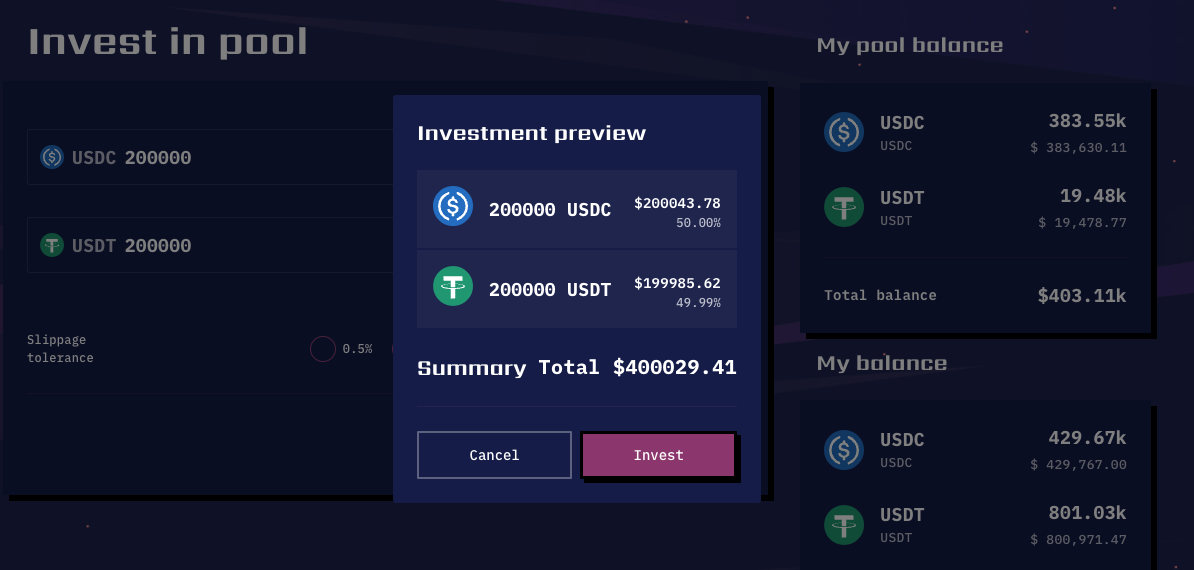 Invest in pool
USDC 200000
USDT 200000
Slippage
tolerance
0.5%
Investment preview
200000 USDC
$200043.78
50.00%
200000 USDT
$199985.62
49.99%
Summary Total $400029.41
Cancel
Invest
My pool balance
USDC
383.55k
USDC
$ 383,630.11
USDT
19.48k
USDT
$ 19,478.77
Total balance
$403.11k
My balance
USDC
429.67k
USDC
$ 429,767.00
USDT
801.03k
USDT
$ 800,971.47